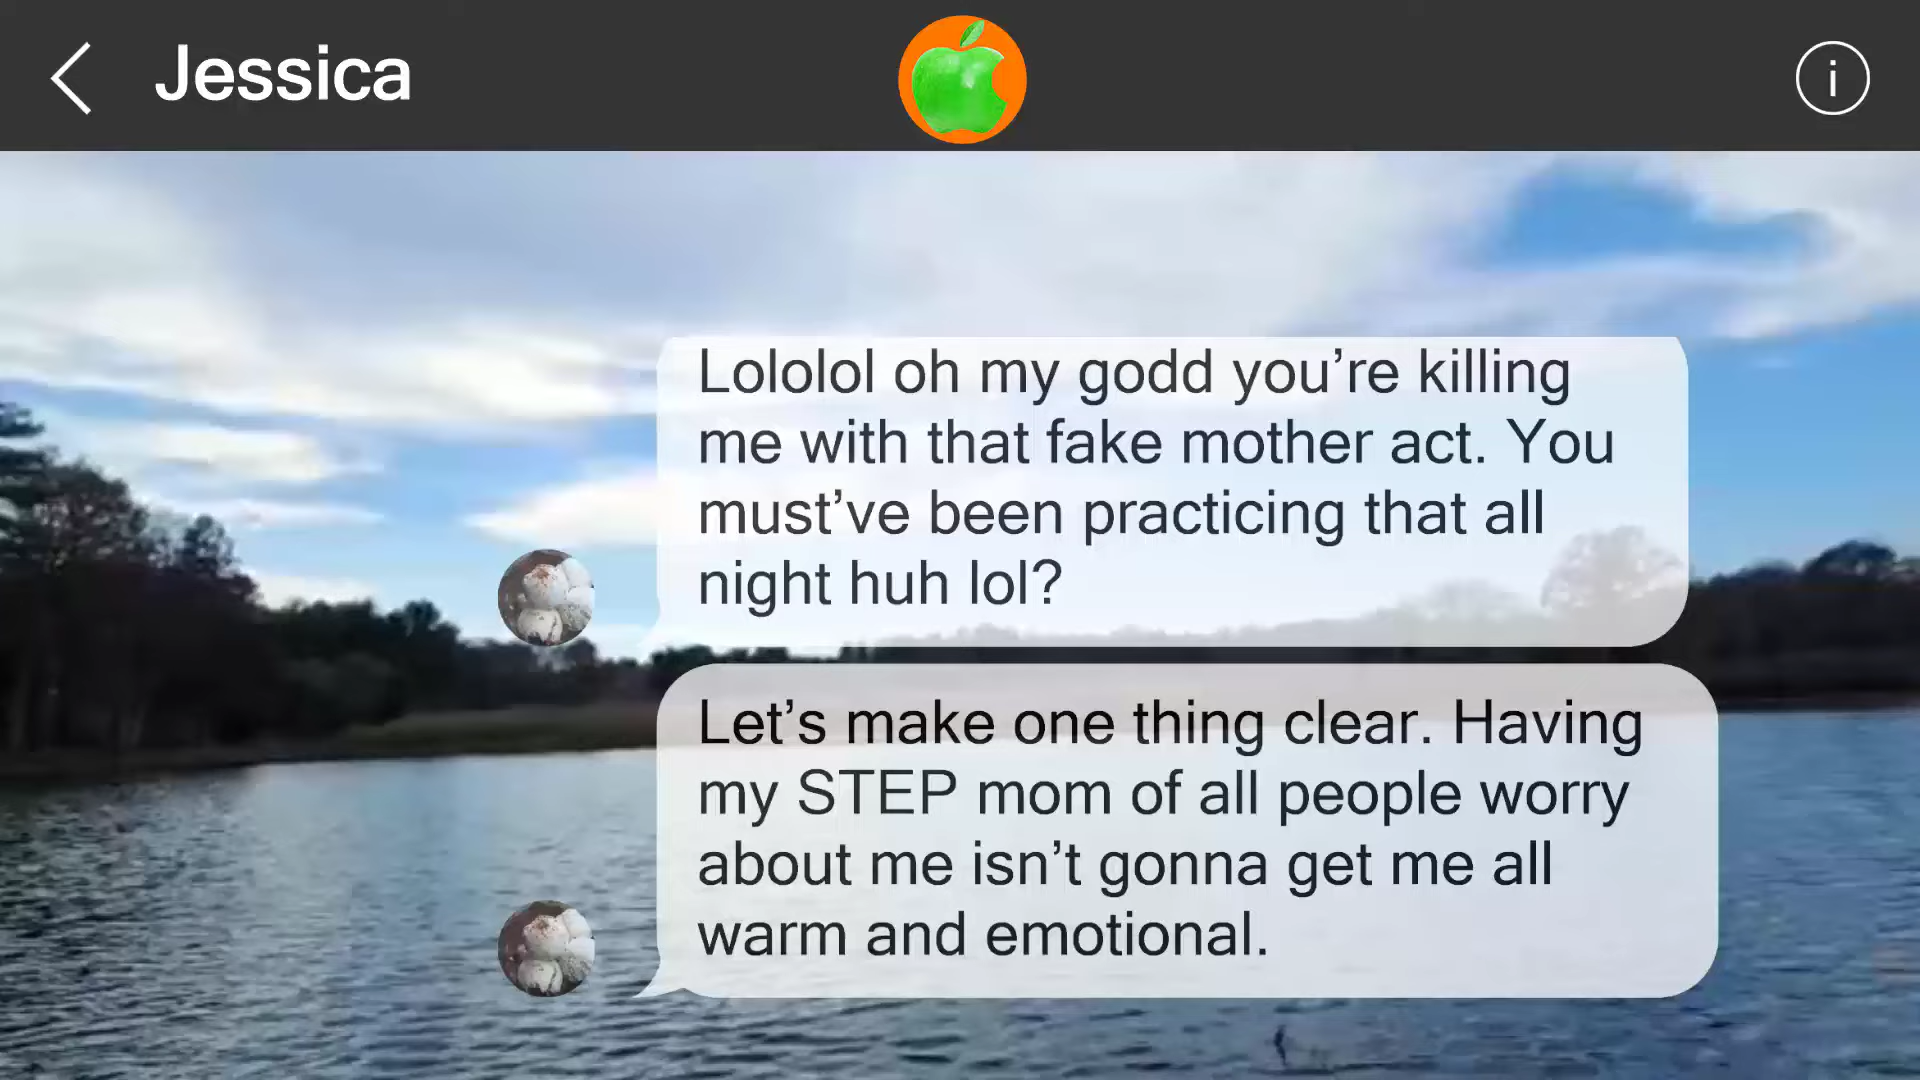 Jessica
i
Lololol oh my godd you’re killing
me with that fake mother act. You
must’ve been practicing that all
night huh lol?
Let’s make one thing clear. Having
my STEP mom of all people worry
about me isn’t gonna get me all
warm and emotional.